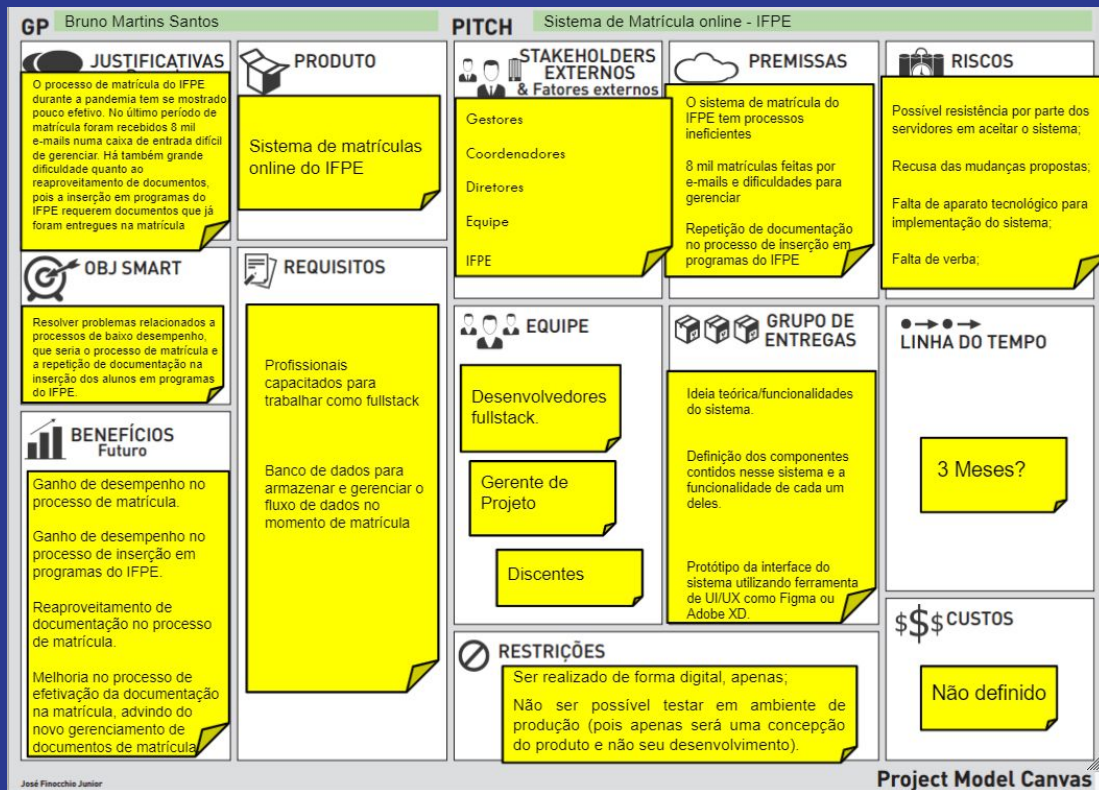 GP Bruno Martins Santos
PITCH Sistema de Matrícula online - IFPE
JUSTIFICATIVAS
O processo de matrícula do IFPE
durante a pandemia tem se mostrado
pouco efetivo. No último período de
matrícula foram recebidos 8 mil
e-mails numa caixa de entrada difícil
de gerenciar. Há também grande
dificuldade quanto ao
reaproveitamento de documentos,
pois a inserção em programas do
IFPE requerem documentos que já
foram entregues na matrícula
OBJ SMART
Resolver problemas relacionados a
processos de baixo desempenho,
que seria o processo de matrícula e
a repetição de documentação na
inserção dos alunos em programas
do IFPE.
BENEFÍCIOS
Futuro
Ganho de desempenho no
processo de matrícula.
Ganho de desempenho no
processo de inserção em
programas do IFPE.
Reaproveitamento de
documentação no processo
de matrícula.
Melhoria no processo de
efetivação da documentação
na matrícula, advindo do
novo gerenciamento de
documentos de matrícula
PRODUTO
Sistema de matrículas
online do IFPE
REQUISITOS
Profissionais
capacitados para
trabalhar como fullstack
Banco de dados para
armazenar e gerenciar o
fluxo de dados no
momento de matrícula
STAKEHOLDERS
EXTERNOS
& Fatores externos
Gestores
Coordenadores
Diretores
Equipe
IFPE
EQUIPE
Desenvolvedores
fullstack.
Gerente de
Projeto
Discentes
PREMISSAS
O sistema de matrícula do
IFPE tem processos
ineficientes
8 mil matrículas feitas por
e-mails e dificuldades para
gerenciar
Repetição de documentação
no processo de inserção em
programas do IFPE
GRUPO DE
ENTREGAS
Ideia teórica/funcionalidades
do sistema.
Definição dos componentes
contidos nesse sistema e a
funcionalidade de cada um
deles.
Protótipo da interface do
sistema utilizando ferramenta
de UI/UX como Figma ou
Adobe XD.
RESTRIÇÕES
Ser realizado de forma digital, apenas;
Não ser possível testar em ambiente de
produção (pois apenas será uma concepção
do produto e não seu desenvolvimento).
RISCOS
Possível resistência por parte dos
servidores em aceitar o sistema;
Recusa das mudanças propostas;
Falta de aparato tecnológico para
implementação do sistema;
Falta de verba;
LINHA DO TEMPO
3 Meses?
$$$ CUSTOS
Não definido
José Finocchio Junior
Project Model Canvas